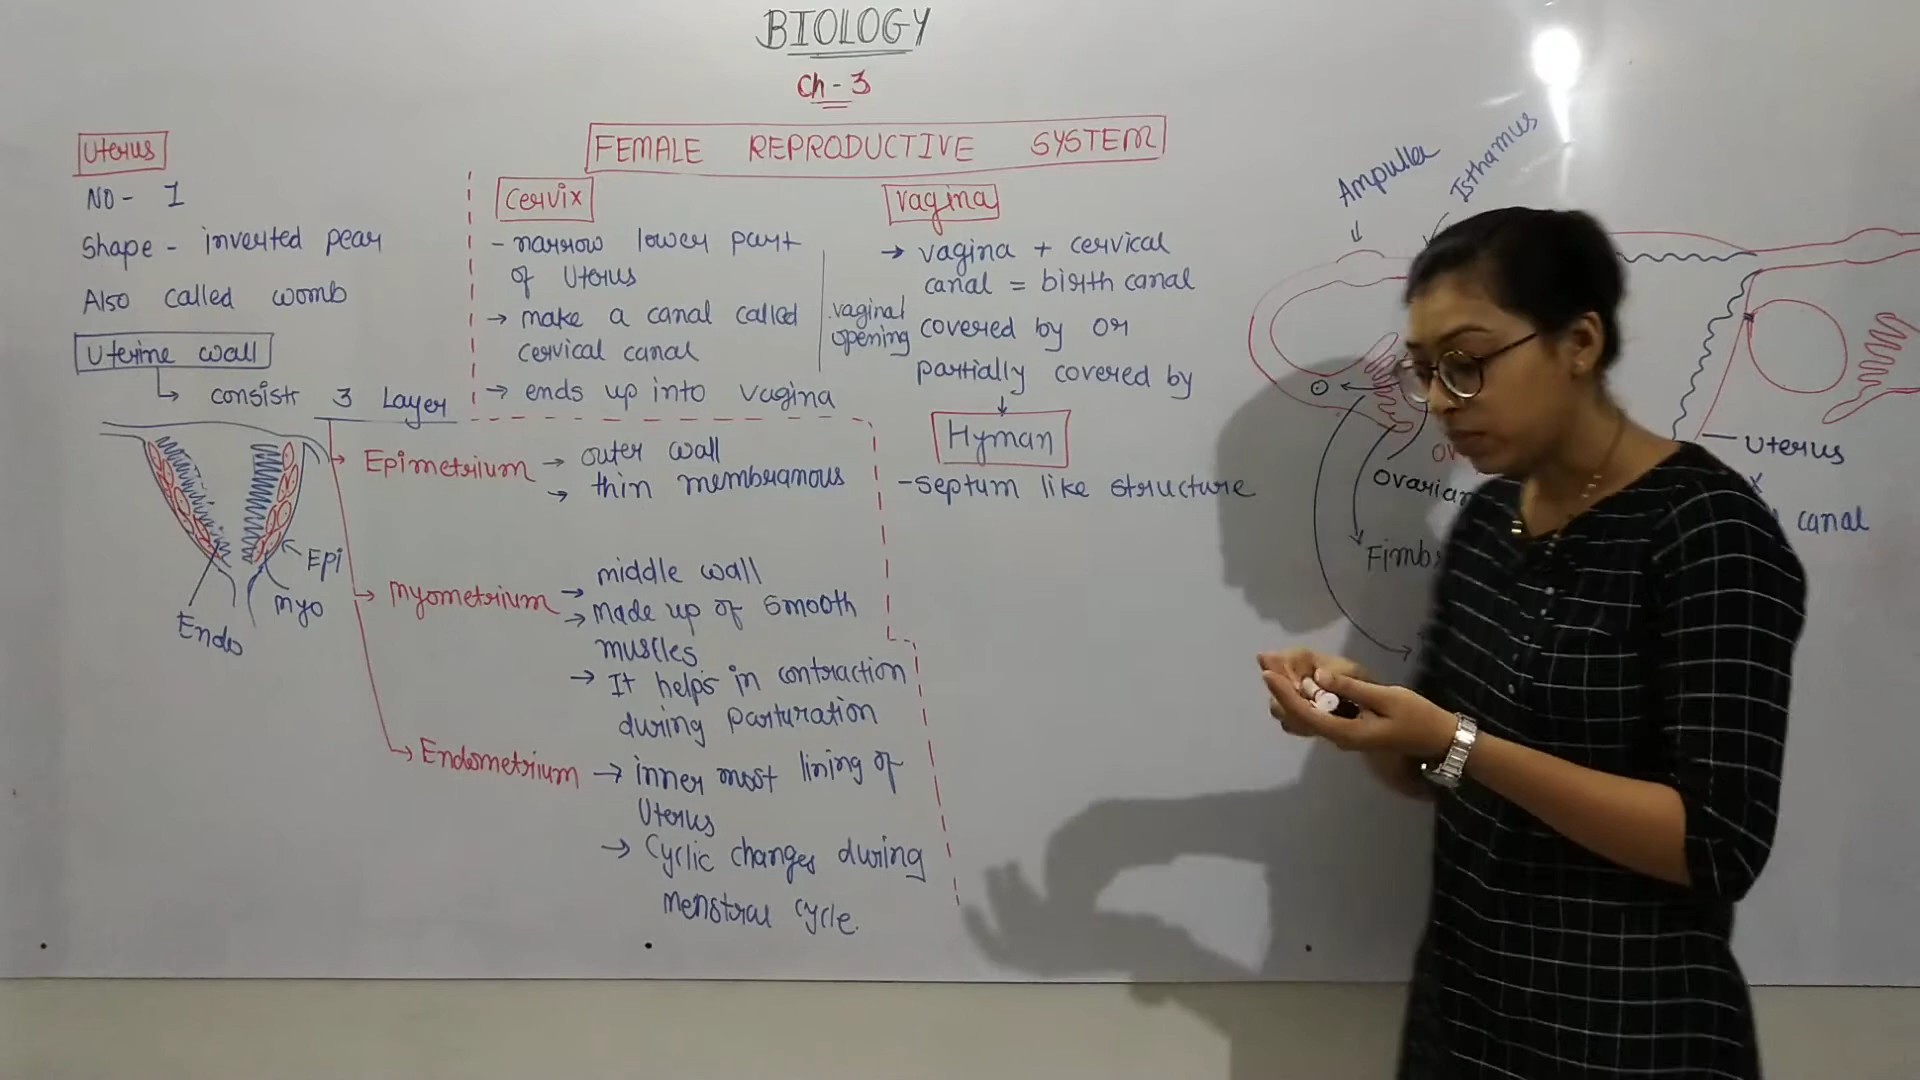 BIOLOGY
Ch - 3
FEMALE REPRODUCTIVE SYSTEM
Uterus
NO - 1
Shape - inverted pear
Also called womb
Uterine wall
consistr 3 Layer
Endo
Myo
Epi
Epimetrium → outer wall
→ thin membranous
Myometrium → middle wall
→ made up of smooth
muscles
→ It helps in contraction
during parturation
Endometrium → inner most lining of
Uterus
→ Cyclic changes during
menstral cycle.
Cervix
- narrow lower part
of Uterus
→ make a canal called
cervical canal
→ ends up into vagina
vagina
→ vagina + cervical
canal = birth canal
vaginal
opening
covered by or
partially covered by
Hyman
- septum like structure
Ampulla
Isthamus
Uterus
canal